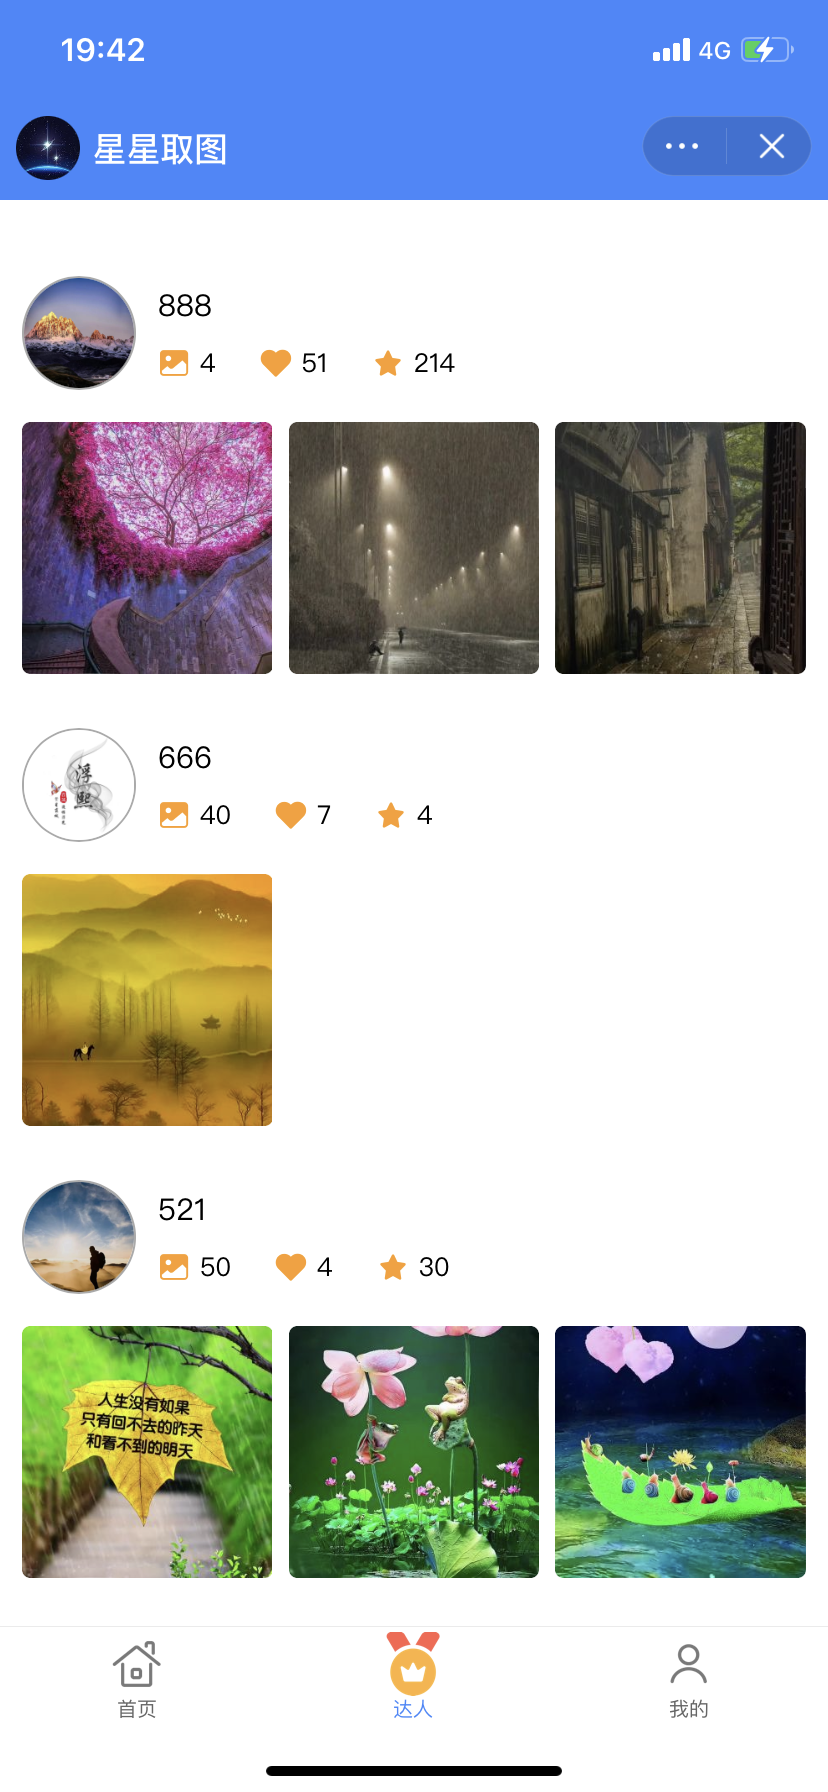 19:42
4G
星星取图
888
4 51 214
666
浮熙
40 7 4
521
50 4 30
人生没有如果
只有回不去的昨天
和看不到的明天
首页 达人 我的